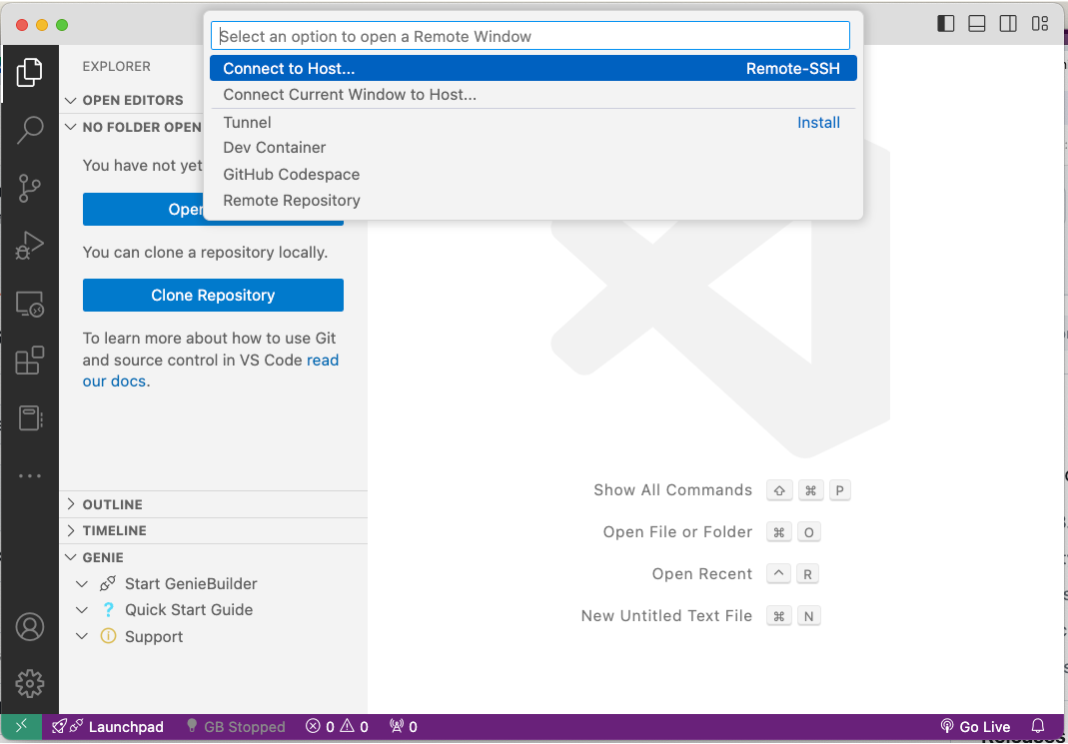 Select an option to open a Remote Window
Connect to Host... Remote-SSH
Connect Current Window to Host...
Tunnel Install
Dev Container
GitHub Codespace
Remote Repository
EXPLORER
OPEN EDITORS
NO FOLDER OPEN
You have not yet
Open
You can clone a repository locally.
Clone Repository
To learn more about how to use Git
and source control in VS Code read
our docs.
OUTLINE
TIMELINE
GENIE
Start GenieBuilder
? Quick Start Guide
Support
Show All Commands ⇧ ⌘ P
Open File or Folder ⌘ O
Open Recent ^ R
New Untitled Text File ⌘ N
Launchpad GB Stopped 0 0 0 Go Live